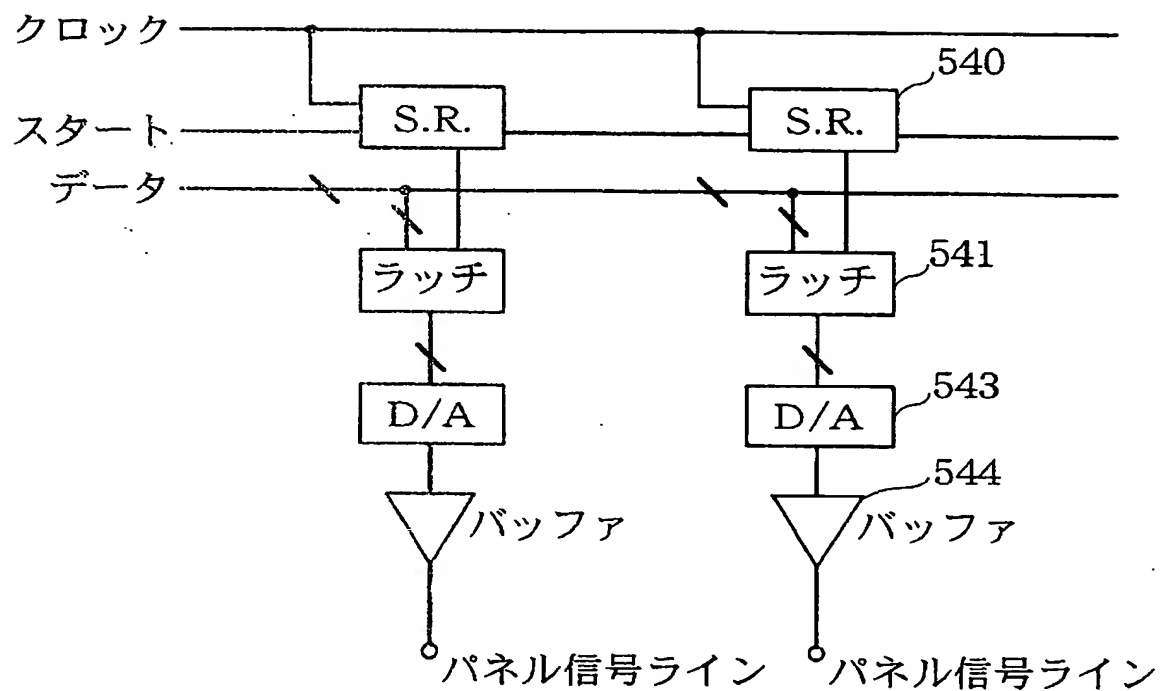 クロック
540
S.R.
S.R.
スタート
データ
541
ラッチ
ラッチ
543
D/A
D/A
544
バッファ
バッファ
パネル信号ライン
パネル信号ライン